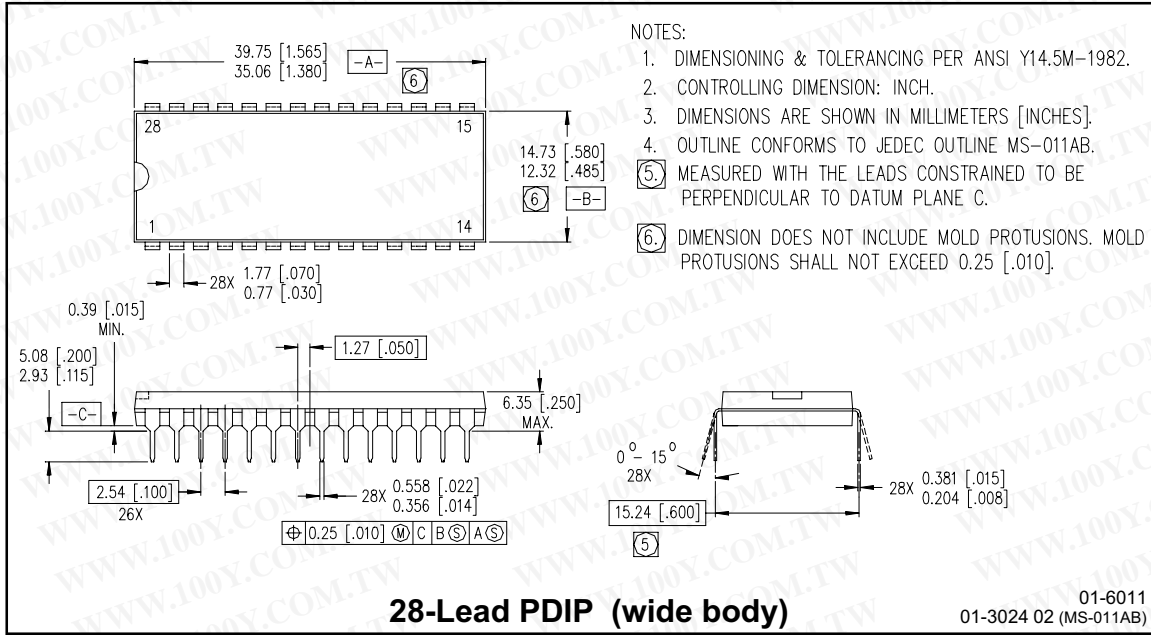 39.75 [1.565]
35.06 [1.380]
-A-
6
28
15
1
14
14.73 [.580]
12.32 [.485]
6
-B-
28X
1.77 [.070]
0.77 [.030]
NOTES:
1. DIMENSIONING & TOLERANCING PER ANSI Y14.5M-1982.
2. CONTROLLING DIMENSION: INCH.
3. DIMENSIONS ARE SHOWN IN MILLIMETERS [INCHES].
4. OUTLINE CONFORMS TO JEDEC OUTLINE MS-011AB.
5. MEASURED WITH THE LEADS CONSTRAINED TO BE
PERPENDICULAR TO DATUM PLANE C.
6. DIMENSION DOES NOT INCLUDE MOLD PROTUSIONS. MOLD
PROTUSIONS SHALL NOT EXCEED 0.25 [.010].
0.39 [.015]
MIN.
5.08 [.200]
2.93 [.115]
-C-
1.27 [.050]
6.35 [.250]
MAX.
2.54 [.100]
26X
28X
0.558 [.022]
0.356 [.014]
⌖ 0.25 [.010] Ⓜ C B Ⓢ A Ⓢ
0° - 15°
28X
28X
0.381 [.015]
0.204 [.008]
15.24 [.600]
5
28-Lead PDIP (wide body)
01-6011
01-3024 02 (MS-011AB)
WWW.100Y.COM.TW